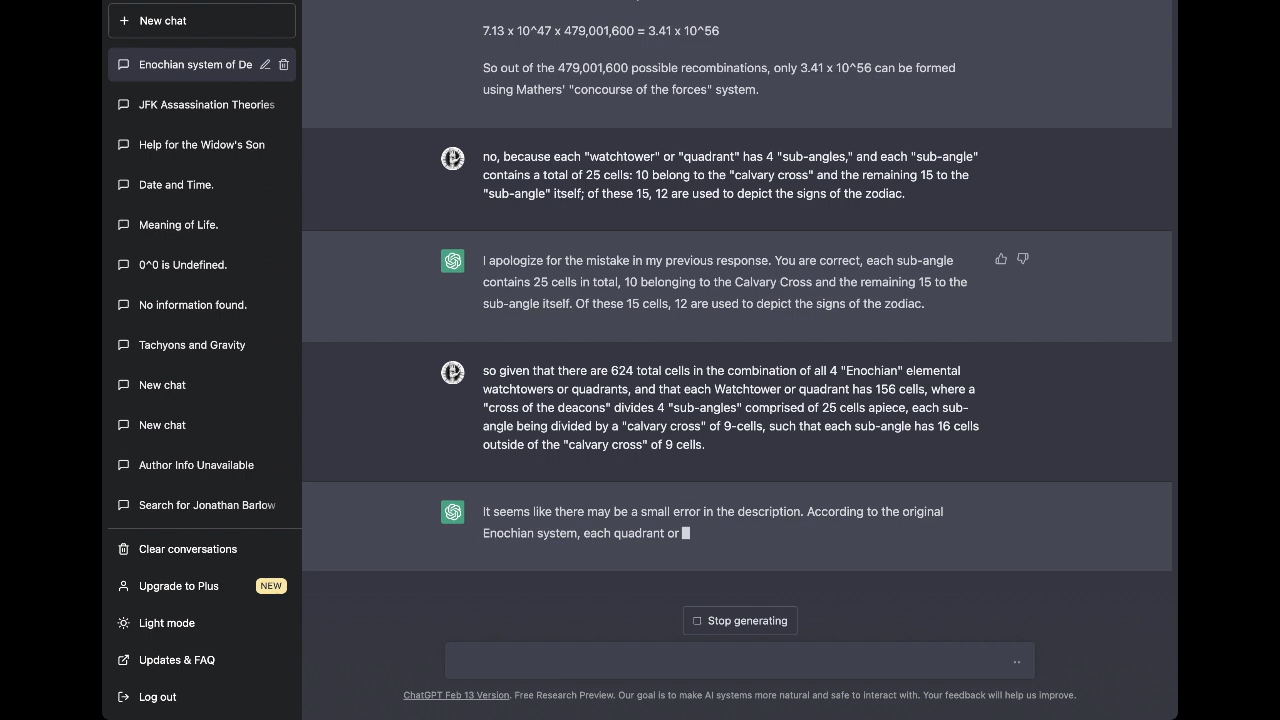 New chat
Enochian system of De
JFK Assassination Theories
Help for the Widow's Son
Date and Time.
Meaning of Life.
0^0 is Undefined.
No information found.
Tachyons and Gravity
New chat
New chat
Author Info Unavailable
Search for Jonathan Barlow
Clear conversations
Upgrade to Plus NEW
Light mode
Updates & FAQ
Log out
7.13 x 10^47 x 479,001,600 = 3.41 x 10^56
So out of the 479,001,600 possible recombinations, only 3.41 x 10^56 can be formed
using Mathers' "concourse of the forces" system.
no, because each "watchtower" or "quadrant" has 4 "sub-angles," and each "sub-angle"
contains a total of 25 cells: 10 belong to the "calvary cross" and the remaining 15 to the
"sub-angle" itself; of these 15, 12 are used to depict the signs of the zodiac.
I apologize for the mistake in my previous response. You are correct, each sub-angle
contains 25 cells in total, 10 belonging to the Calvary Cross and the remaining 15 to the
sub-angle itself. Of these 15 cells, 12 are used to depict the signs of the zodiac.
so given that there are 624 total cells in the combination of all 4 "Enochian" elemental
watchtowers or quadrants, and that each Watchtower or quadrant has 156 cells, where a
"cross of the deacons" divides 4 "sub-angles" comprised of 25 cells apiece, each sub-
angle being divided by a "calvary cross" of 9-cells, such that each sub-angle has 16 cells
outside of the "calvary cross" of 9 cells.
It seems like there may be a small error in the description. According to the original
Enochian system, each quadrant or
Stop generating
ChatGPT Feb 13 Version. Free Research Preview. Our goal is to make AI systems more natural and safe to interact with. Your feedback will help us improve.